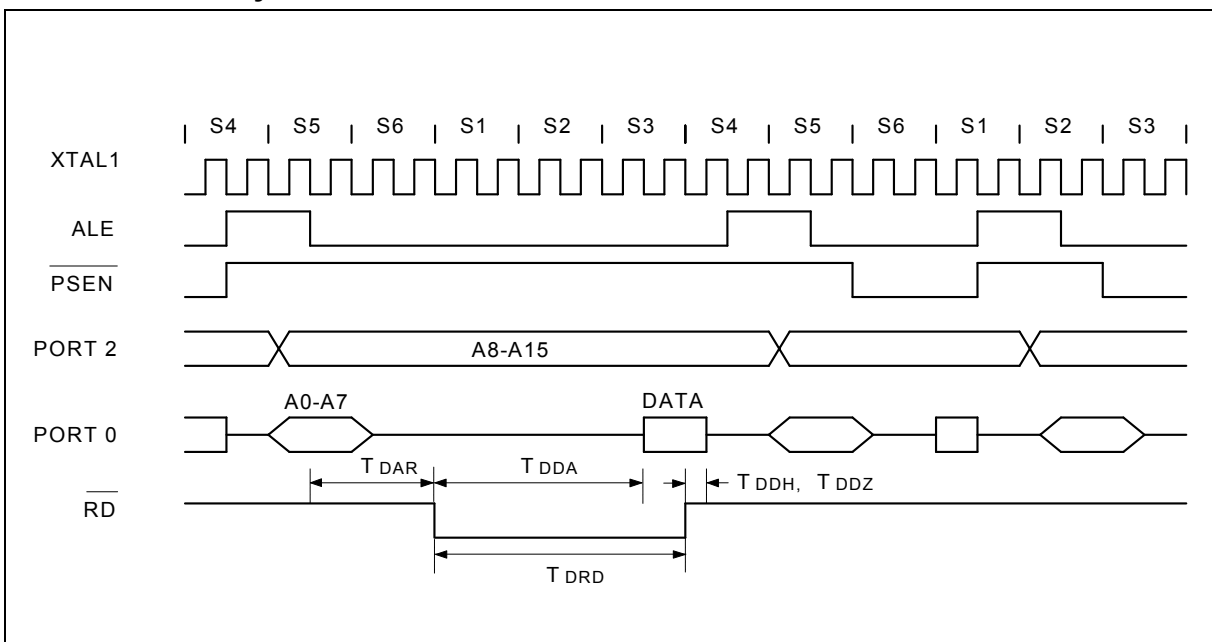 S4 S5 S6 S1 S2 S3 S4 S5 S6 S1 S2 S3
XTAL1
ALE
PSEN
PORT 2 A8-A15
A0-A7 DATA
PORT 0
T DAR T DDA T DDH, T DDZ
RD
T DRD